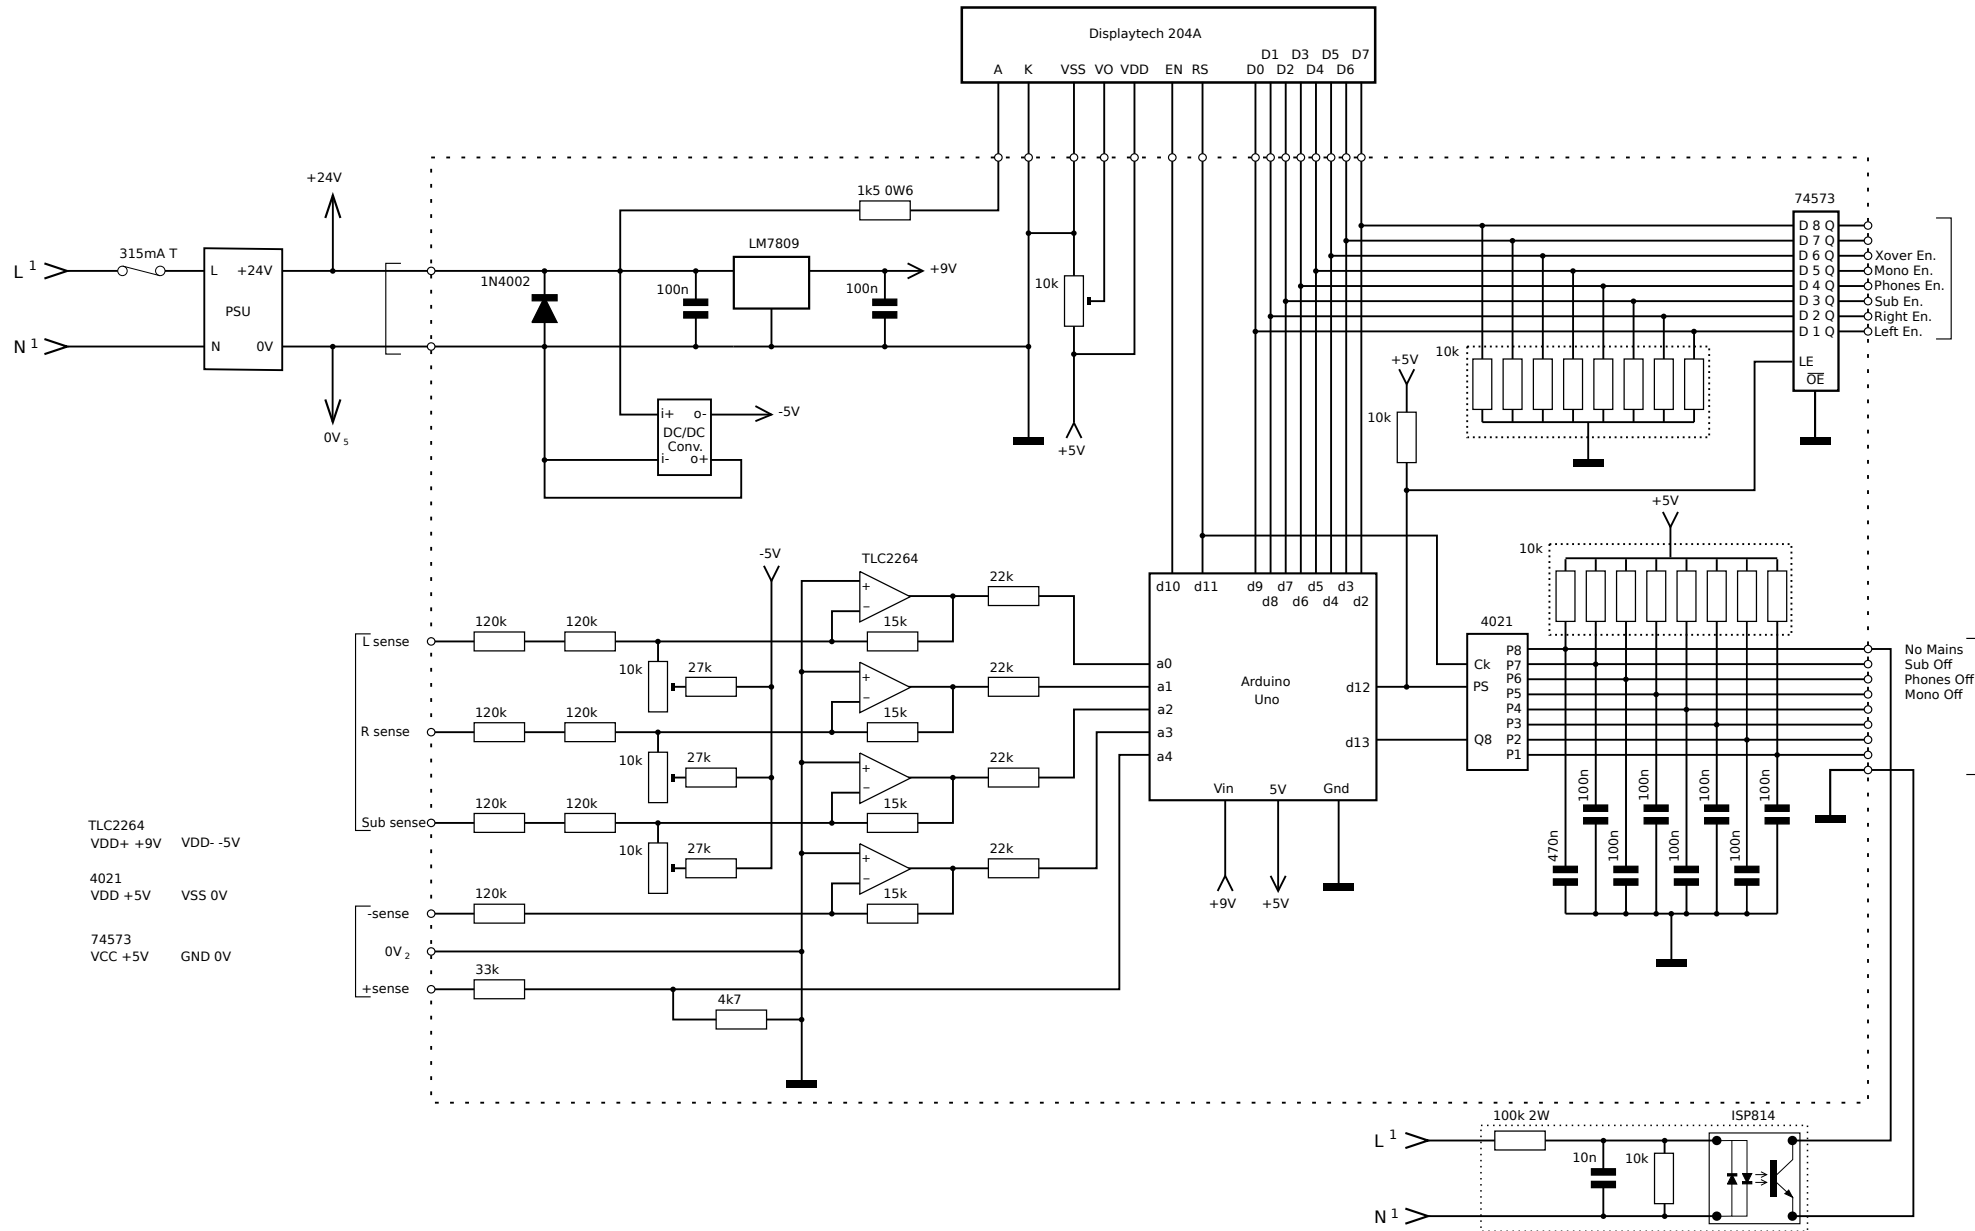 Displaytech 204A
D1 D3 D5 D7
A K VSS VO VDD EN RS D0 D2 D4 D6
+24V
1k5 0W6
74573
315mA T
LM7809
L 1
L +24V
1N4002
100n
100n
+9V
10k
PSU
N 1
N 0V
0V 5
D 8 Q
D 7 Q
D 6 Q Xover En.
D 5 Q Mono En.
D 4 Q Phones En.
D 3 Q Sub En.
D 2 Q Right En.
D 1 Q Left En.
LE
OE
10k
+5V
10k
i+ o-
DC/DC
Conv.
i- o+
-5V
+5V
+5V
10k
-5V
TLC2264
22k
+
−
15k
L sense
120k
120k
10k
27k
22k
+
−
15k
R sense
120k
120k
10k
27k
22k
+
−
15k
Sub sense
120k
120k
10k
27k
22k
+
−
15k
-sense
120k
0V 2
+sense
33k
4k7
d10 d11 d9 d7 d5 d3
d8 d6 d4 d2
a0
a1
a2
a3
a4
Arduino
Uno
d12
d13
Vin 5V Gnd
+9V +5V
4021
Ck
PS
Q8
P8
P7
P6
P5
P4
P3
P2
P1
No Mains
Sub Off
Phones Off
Mono Off
100n
100n
100n
100n
470n
100n
100n
100n
TLC2264
VDD+ +9V VDD- -5V
4021
VDD +5V VSS 0V
74573
VCC +5V GND 0V
100k 2W
ISP814
L 1
10n
10k
N 1